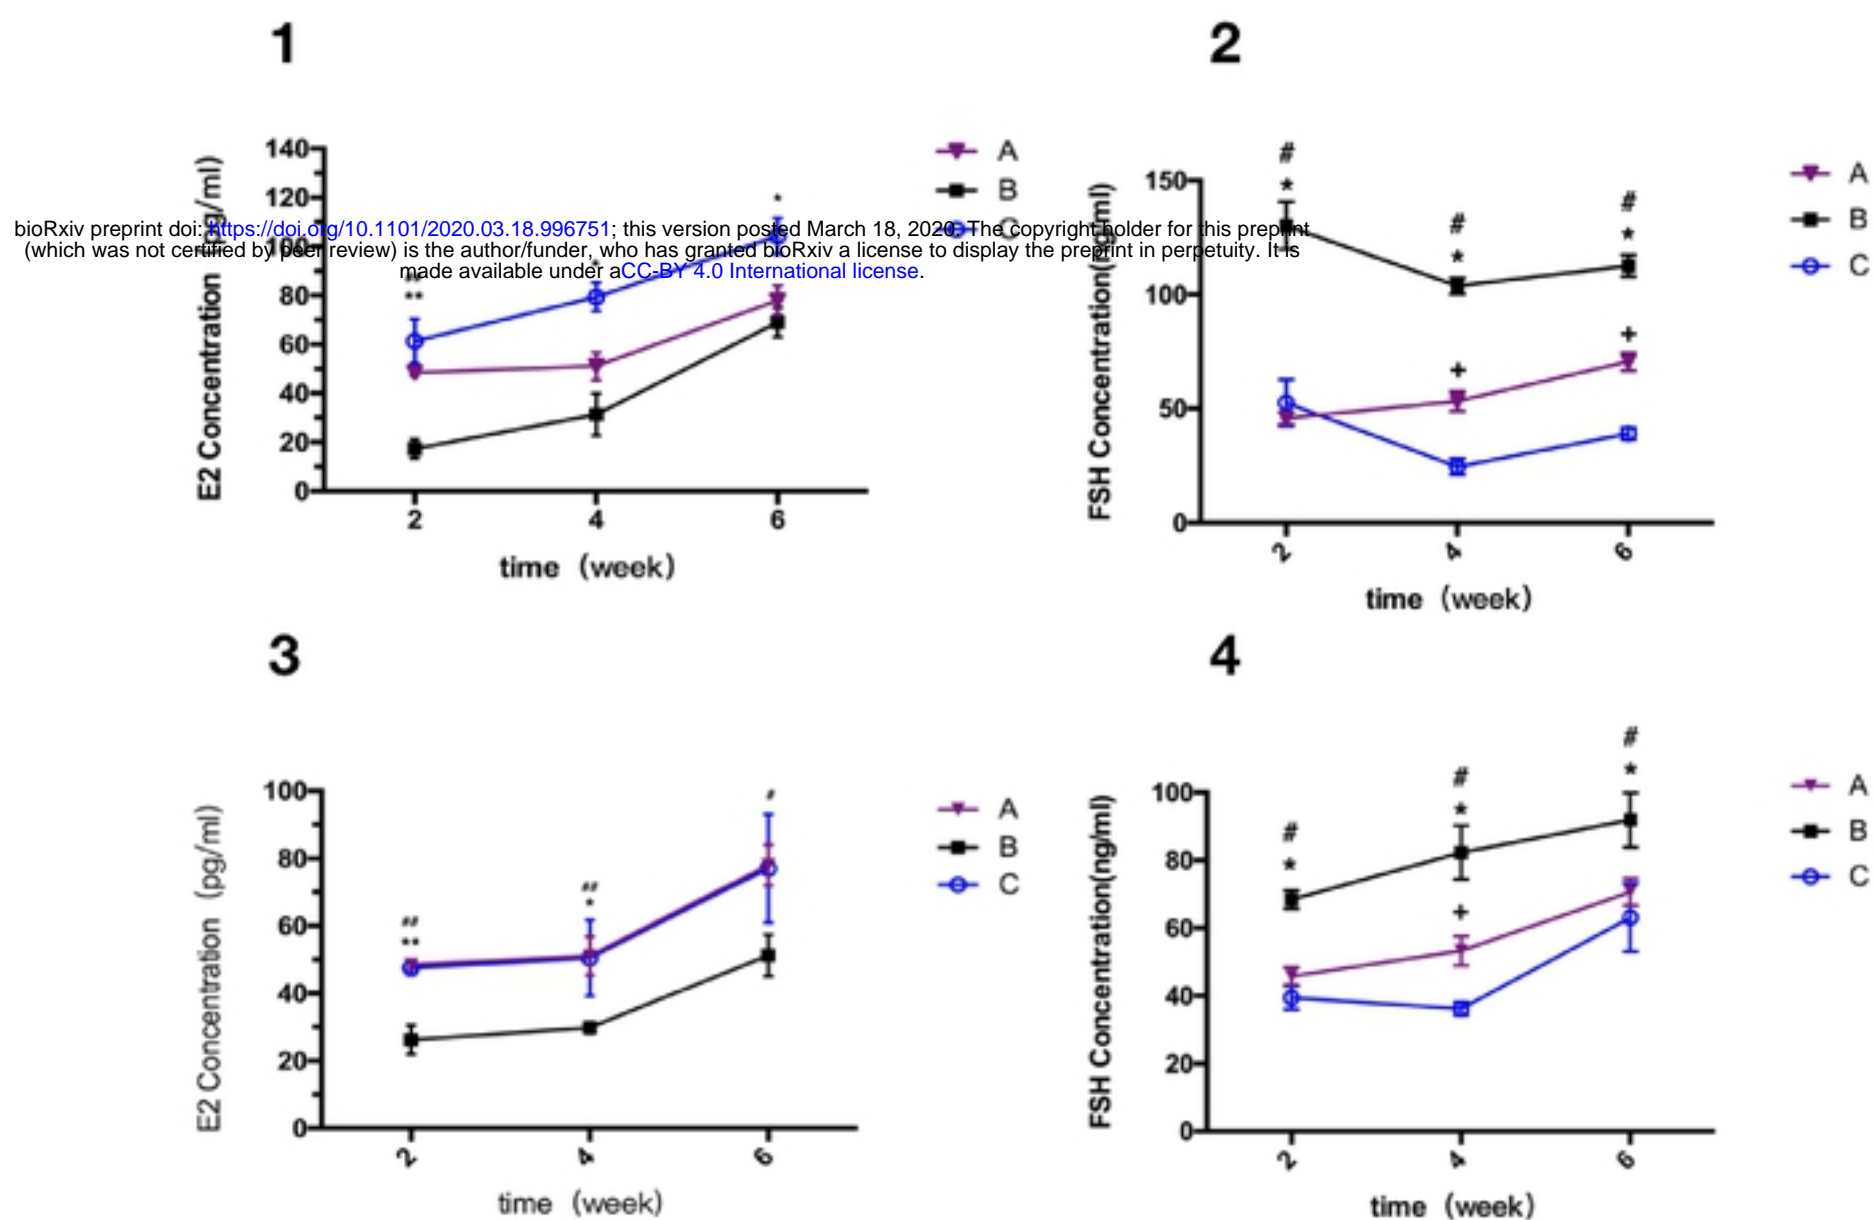 1
2
140
120
100
80
60
40
20
0
E2 Concentration (pg/ml)
2 4 6
time (week)
A
B
C
bioRxiv preprint doi: https://doi.org/10.1101/2020.03.18.996751; this version posted March 18, 2020. The copyright holder for this preprint
(which was not certified by peer review) is the author/funder, who has granted bioRxiv a license to display the preprint in perpetuity. It is
made available under aCC-BY 4.0 International license.
**
*
150
100
50
0
FSH Concentration(ng/ml)
#
*
#
*
+
#
*
+
2 4 6
time (week)
A
B
C
3
4
100
80
60
40
20
0
E2 Concentration (pg/ml)
##
**
##
*
#
2 4 6
time (week)
A
B
C
100
80
60
40
20
0
FSH Concentration(ng/ml)
#
*
#
*
+
#
*
2 4 6
time (week)
A
B
C